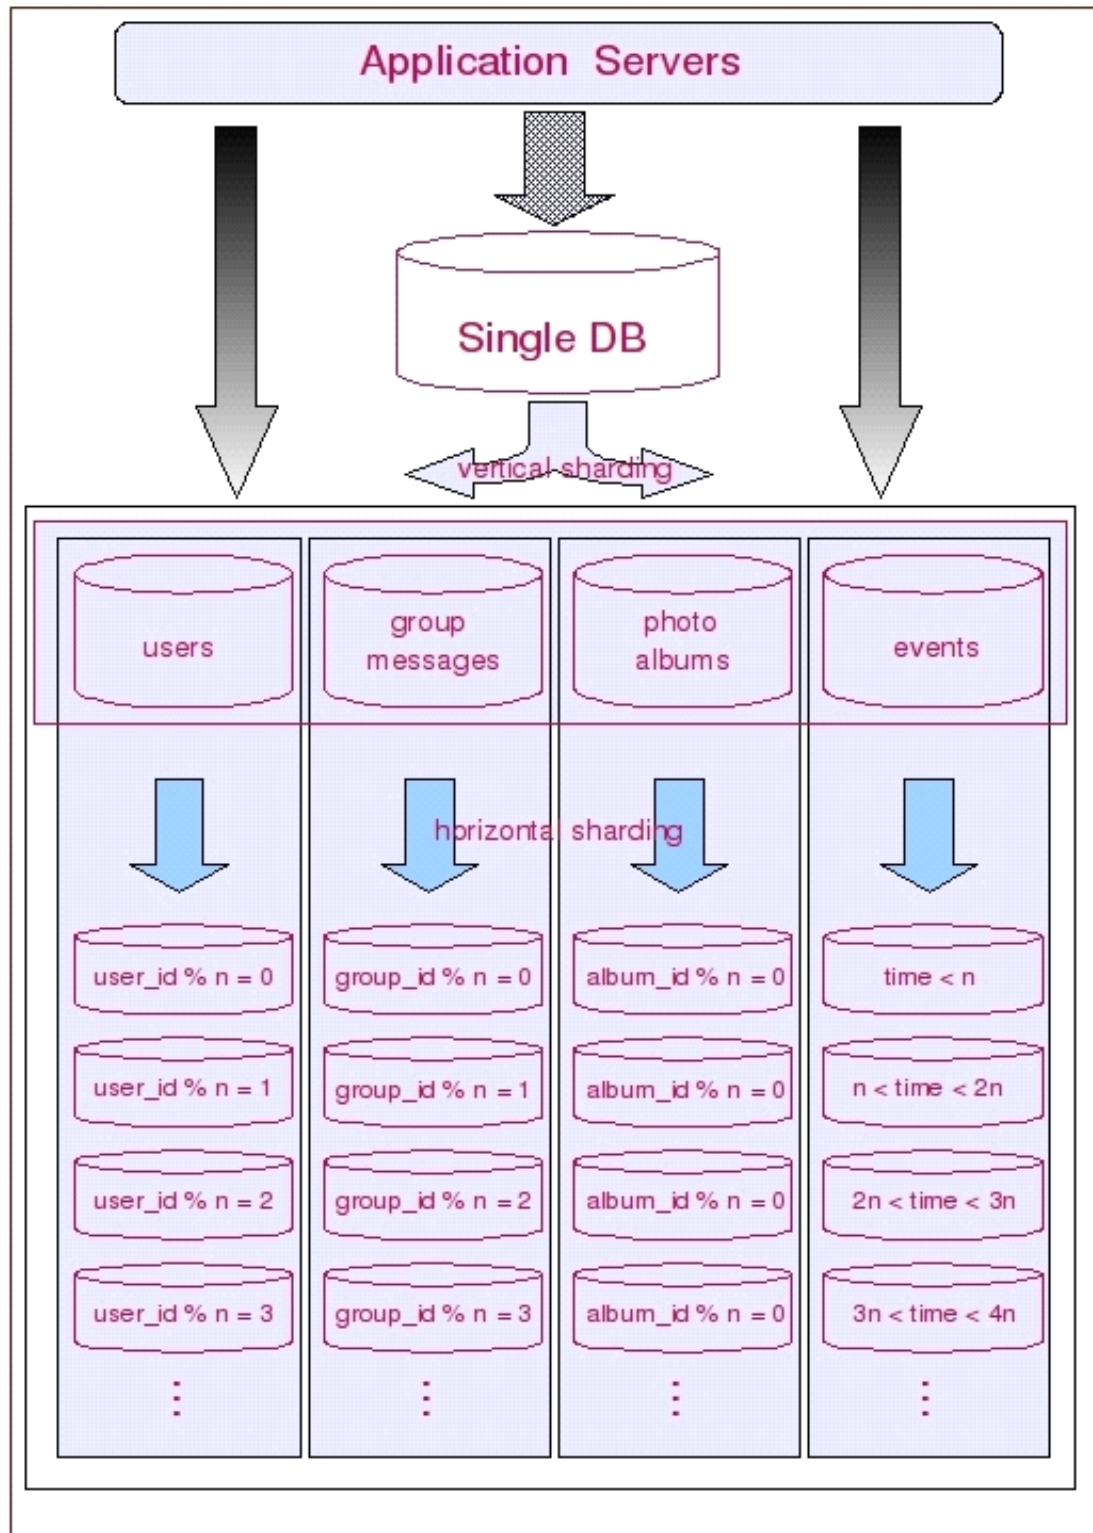 Application Servers
Single DB
vertical sharding
users
group
messages
photo
albums
events
horizontal sharding
user_id % n = 0
group_id % n = 0
album_id % n = 0
time < n
user_id % n = 1
group_id % n = 1
album_id % n = 0
n < time < 2n
user_id % n = 2
group_id % n = 2
album_id % n = 0
2n < time < 3n
user_id % n = 3
group_id % n = 3
album_id % n = 0
3n < time < 4n
⋮
⋮
⋮
⋮